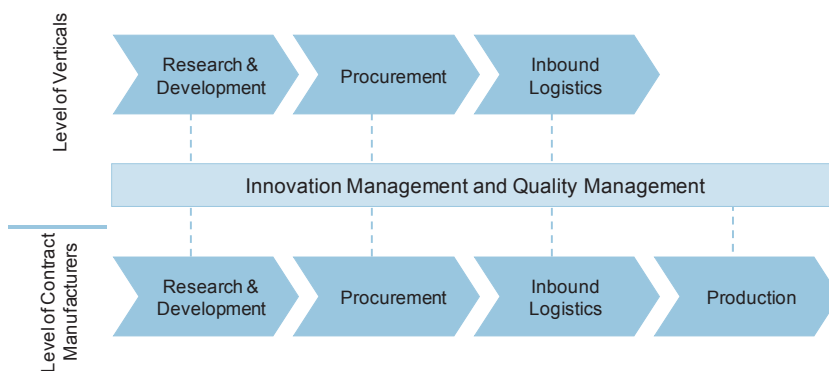 Level of Verticals
Research &
Development
Procurement
Inbound
Logistics
Innovation Management and Quality Management
Level of Contract
Manufacturers
Research &
Development
Procurement
Inbound
Logistics
Production